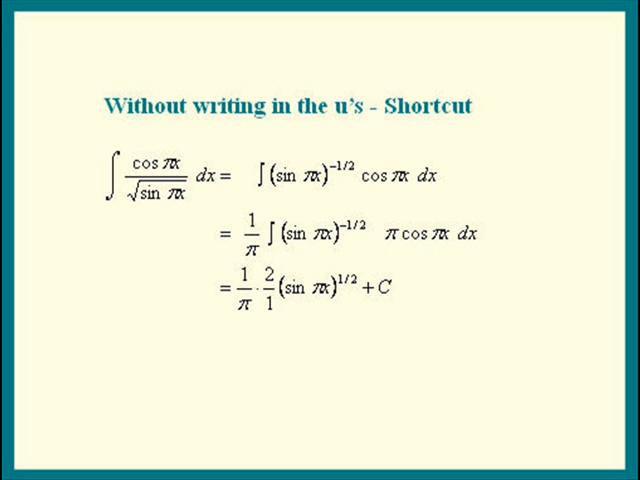 Without writing in the u's - Shortcut
∫ cos πx / √sin πx dx = ∫ (sin πx)^−1/2 cos πx dx
= 1/π ∫ (sin πx)^−1/2 π cos πx dx
= 1/π · 2/1 (sin πx)^1/2 + C